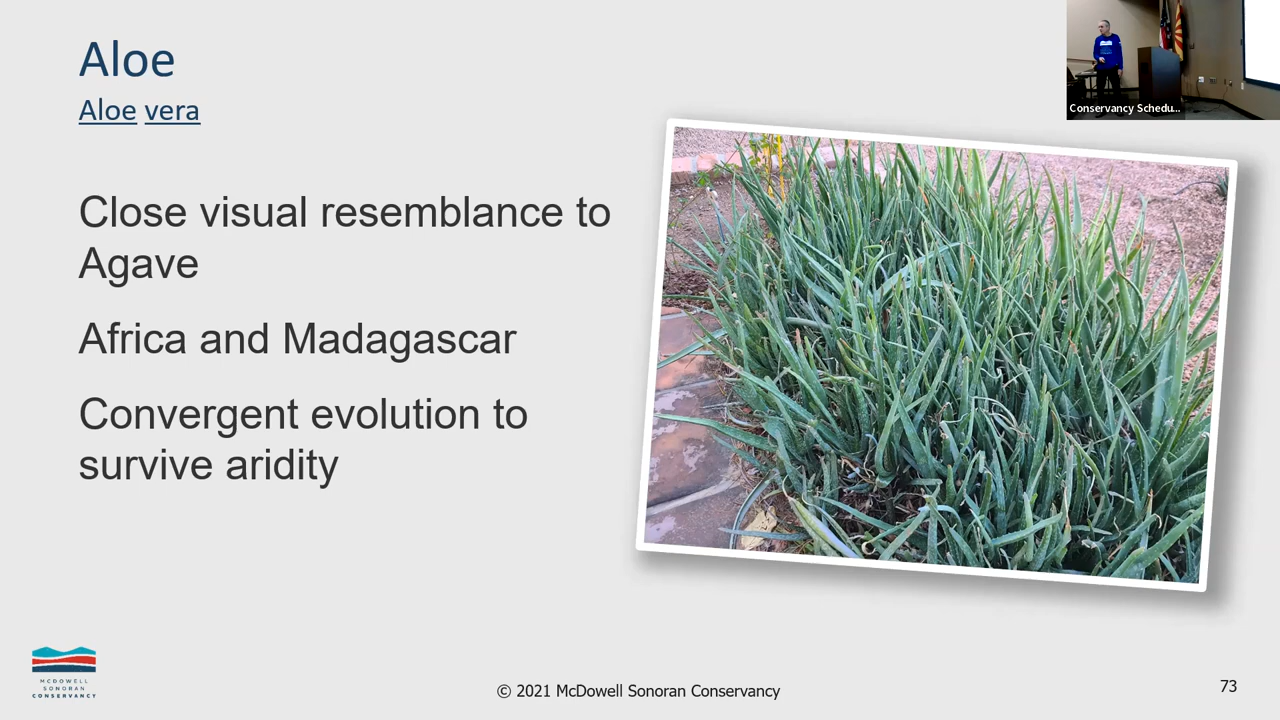 Aloe
Aloe vera
Conservancy Schedu...
Close visual resemblance to
Agave
Africa and Madagascar
Convergent evolution to
survive aridity
MCDOWELL
SONORAN
CONSERVANCY
© 2021 McDowell Sonoran Conservancy
73